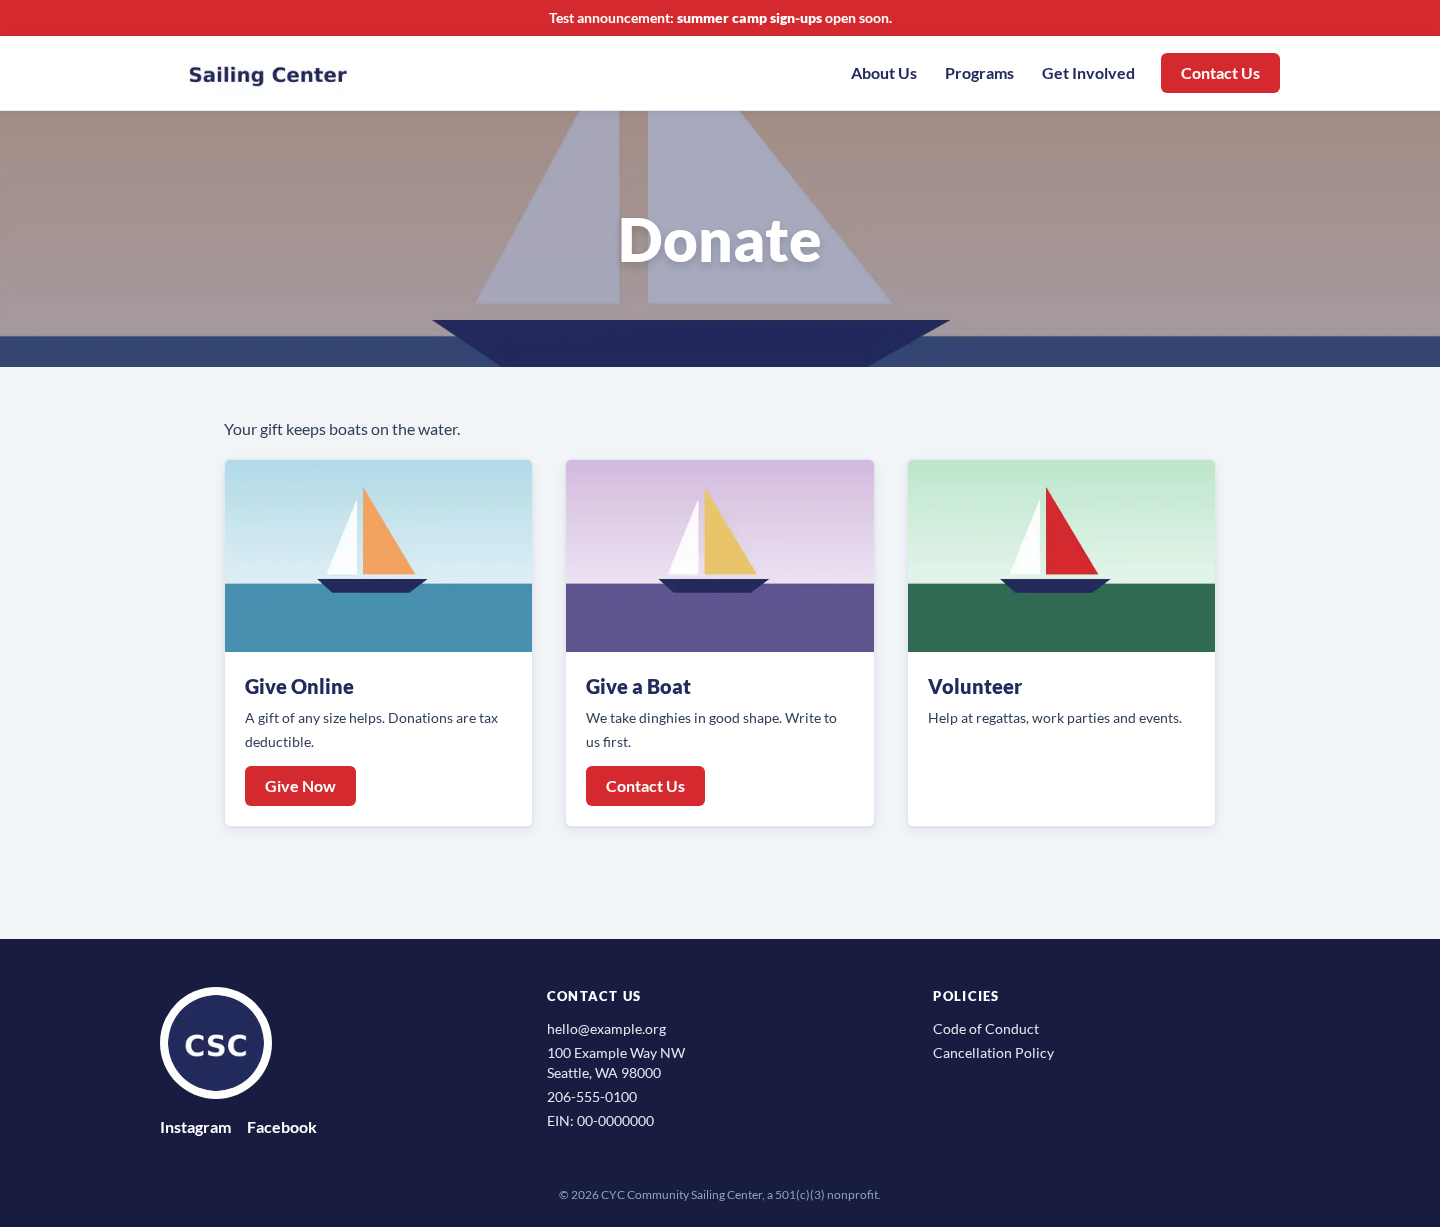 Test announcement: summer camp sign-ups open soon.
Sailing Center
About Us
Programs
Get Involved
Contact Us
Donate
Your gift keeps boats on the water.
Give Online
A gift of any size helps. Donations are tax
deductible.
Give Now
Give a Boat
We take dinghies in good shape. Write to
us first.
Contact Us
Volunteer
Help at regattas, work parties and events.
CSC
Instagram
Facebook
CONTACT US
hello@example.org
100 Example Way NW
Seattle, WA 98000
206-555-0100
EIN: 00-0000000
POLICIES
Code of Conduct
Cancellation Policy
© 2026 CYC Community Sailing Center, a 501(c)(3) nonprofit.